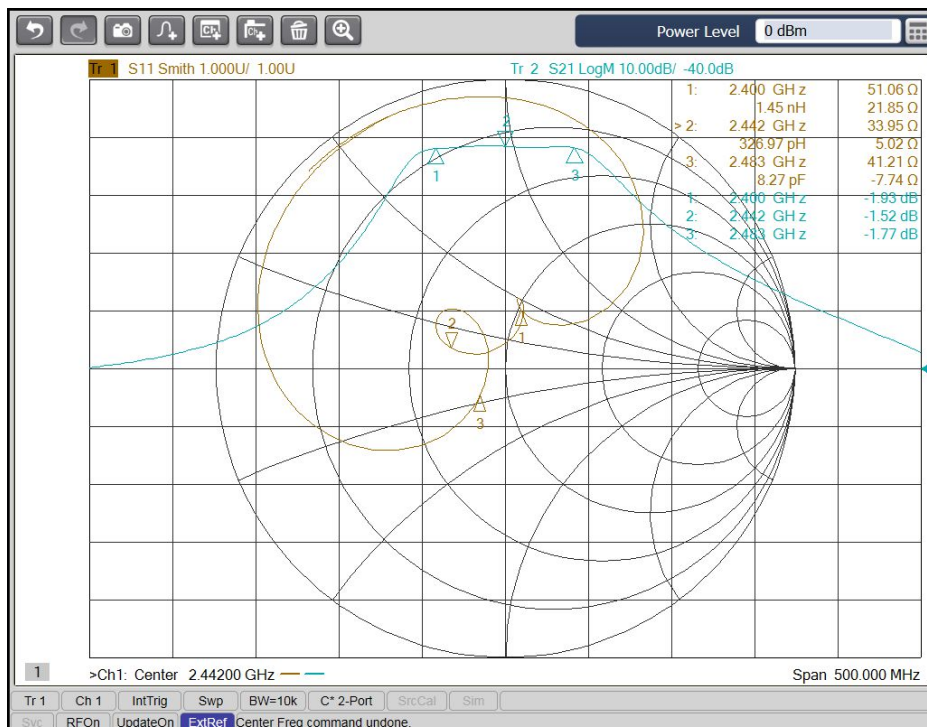 Ch+ Ch+
Power Level 0 dBm
Tr 1 S11 Smith 1.000U/ 1.00U Tr 2 S21 LogM 10.00dB/ -40.0dB
1: 2.400 GHz 51.06 Ω
1.45 nH 21.85 Ω
> 2: 2.442 GHz 33.95 Ω
326.97 pH 5.02 Ω
3: 2.483 GHz 41.21 Ω
8.27 pF -7.74 Ω
1: 2.400 GHz -1.93 dB
2: 2.442 GHz -1.52 dB
3: 2.483 GHz -1.77 dB
2
1 3
2 1
3
1 >Ch1: Center 2.44200 GHz Span 500.000 MHz
Tr 1 Ch 1 IntTrig Swp BW=10k C* 2-Port SrcCal Sim
Svc RFOn UpdateOn ExtRef Center Freq command undone.